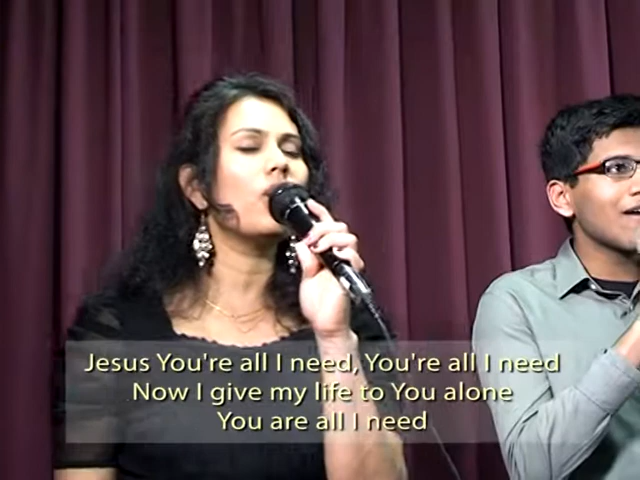 Jesus You're all I need, You're all I need
Now I give my life to You alone
You are all I need